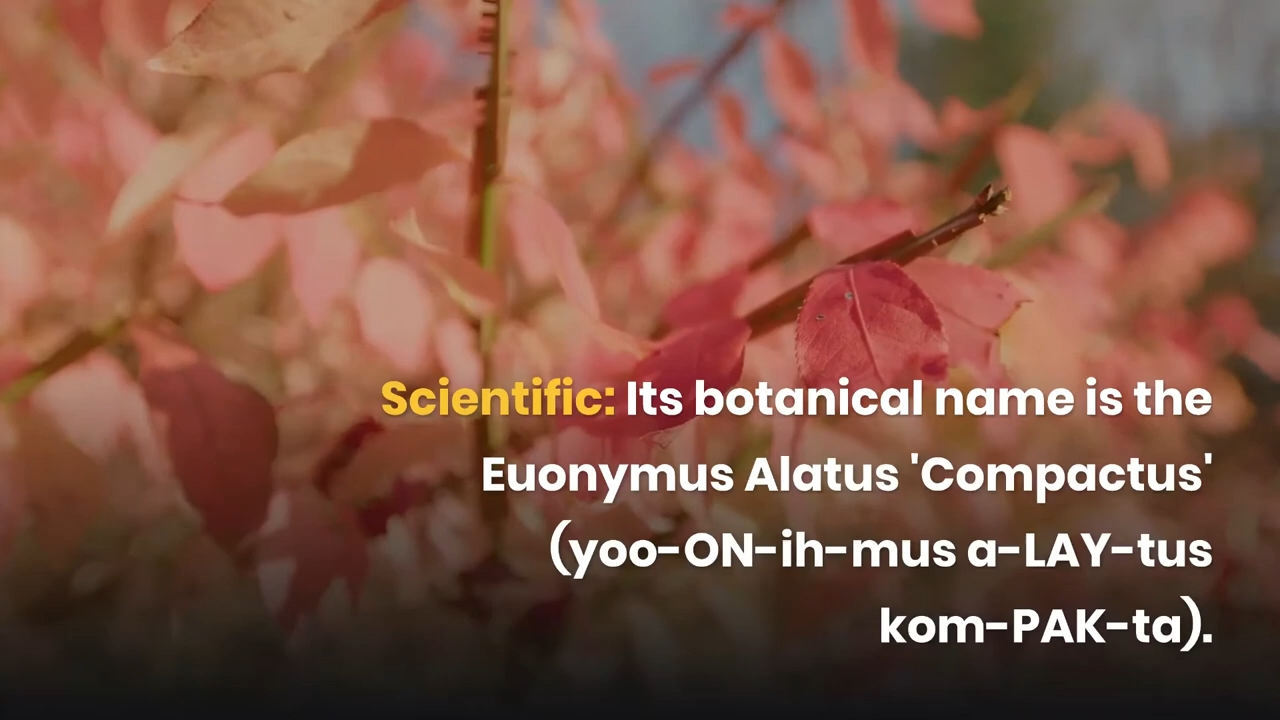 Scientific: Its botanical name is the
Euonymus Alatus 'Compactus'
(yoo-ON-ih-mus a-LAY-tus
kom-PAK-ta).